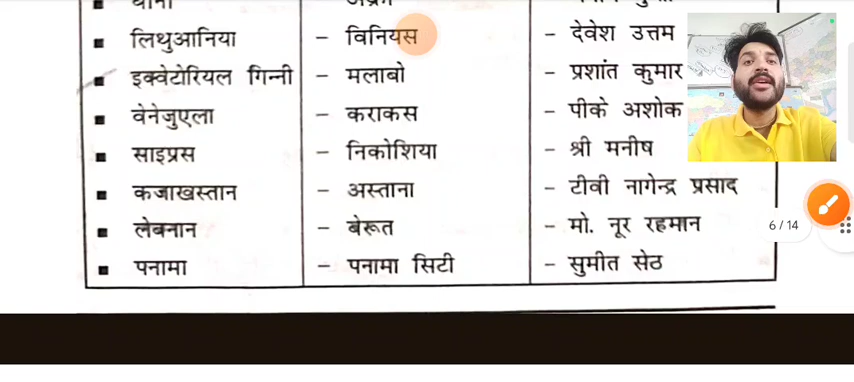 ■ लिथुआनिया – विनियस – देवेश उत्तम
■ इक्वेटोरियल गिन्नी – मलाबो – प्रशांत कुमार
■ वेनेजुएला – कराकस – पीके अशोक
■ साइप्रस – निकोशिया – श्री मनीष
■ कजाखस्तान – अस्ताना – टीवी नागेन्द्र प्रसाद
■ लेबनान – बेरूत – मो. नूर रहमान
6 / 14
■ पनामा – पनामा सिटी – सुमीत सेठ